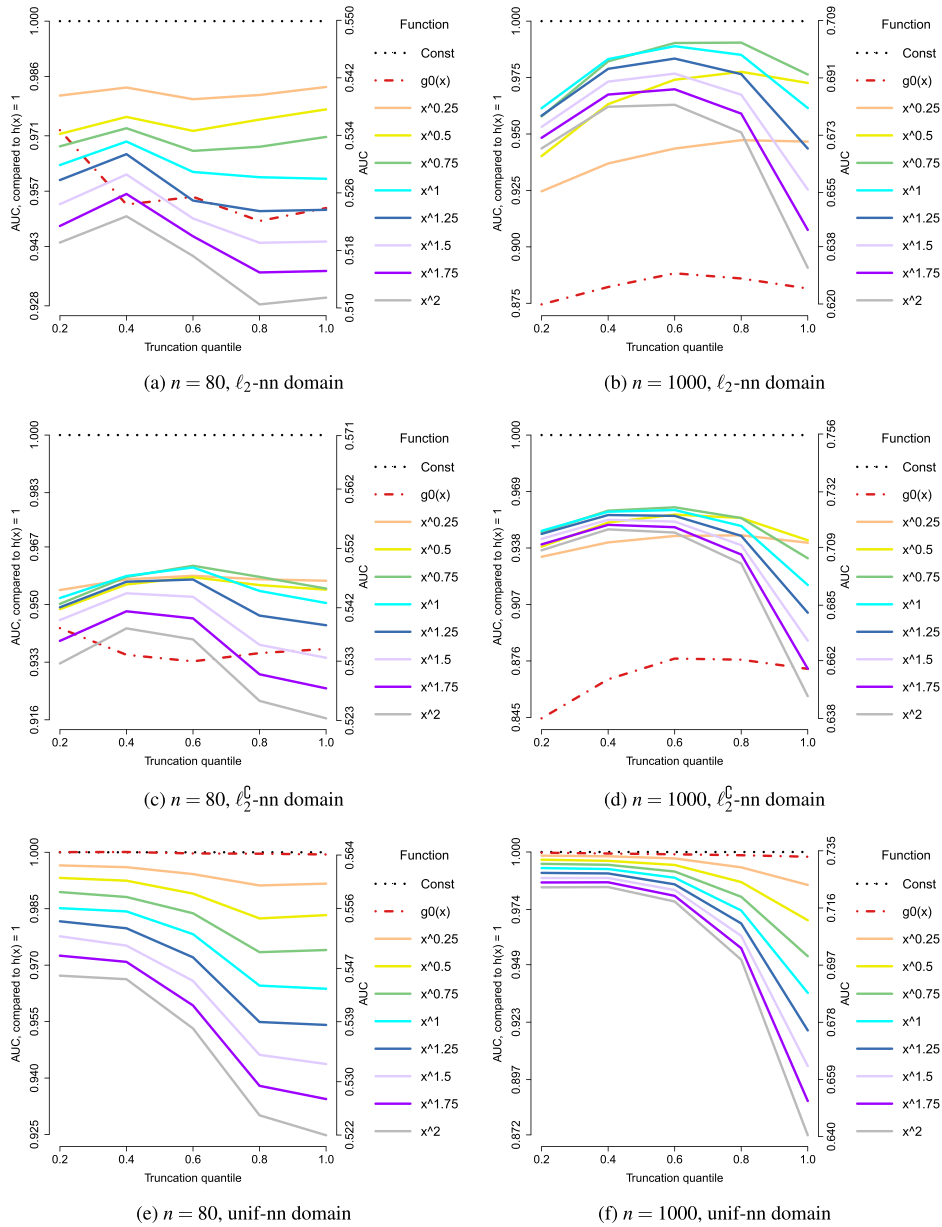 1.000
0.986
0.971
0.957
0.943
0.928
AUC, compared to h(x) = 1
0.2
0.4
0.6
0.8
1.0
Truncation quantile
0.550
0.542
0.534
0.526
0.518
0.510
AUC
Function
Const
g0(x)
x^0.25
x^0.5
x^0.75
x^1
x^1.25
x^1.5
x^1.75
x^2
(a) n = 80, ℓ₂-nn domain
1.000
0.975
0.950
0.925
0.900
0.875
AUC, compared to h(x) = 1
0.2
0.4
0.6
0.8
1.0
Truncation quantile
0.709
0.691
0.673
0.655
0.638
0.620
AUC
Function
Const
g0(x)
x^0.25
x^0.5
x^0.75
x^1
x^1.25
x^1.5
x^1.75
x^2
(b) n = 1000, ℓ₂-nn domain
1.000
0.983
0.967
0.950
0.933
0.916
AUC, compared to h(x) = 1
0.2
0.4
0.6
0.8
1.0
Truncation quantile
0.571
0.562
0.552
0.542
0.533
0.523
AUC
Function
Const
g0(x)
x^0.25
x^0.5
x^0.75
x^1
x^1.25
x^1.5
x^1.75
x^2
(c) n = 80, ℓ₂∁-nn domain
1.000
0.969
0.938
0.907
0.876
0.845
AUC, compared to h(x) = 1
0.2
0.4
0.6
0.8
1.0
Truncation quantile
0.756
0.732
0.709
0.685
0.662
0.638
AUC
Function
Const
g0(x)
x^0.25
x^0.5
x^0.75
x^1
x^1.25
x^1.5
x^1.75
x^2
(d) n = 1000, ℓ₂∁-nn domain
1.000
0.985
0.970
0.955
0.940
0.925
AUC, compared to h(x) = 1
0.2
0.4
0.6
0.8
1.0
Truncation quantile
0.564
0.556
0.547
0.539
0.530
0.522
AUC
Function
Const
g0(x)
x^0.25
x^0.5
x^0.75
x^1
x^1.25
x^1.5
x^1.75
x^2
(e) n = 80, unif-nn domain
1.000
0.974
0.949
0.923
0.897
0.872
AUC, compared to h(x) = 1
0.2
0.4
0.6
0.8
1.0
Truncation quantile
0.735
0.716
0.697
0.678
0.659
0.640
AUC
Function
Const
g0(x)
x^0.25
x^0.5
x^0.75
x^1
x^1.25
x^1.5
x^1.75
x^2
(f) n = 1000, unif-nn domain